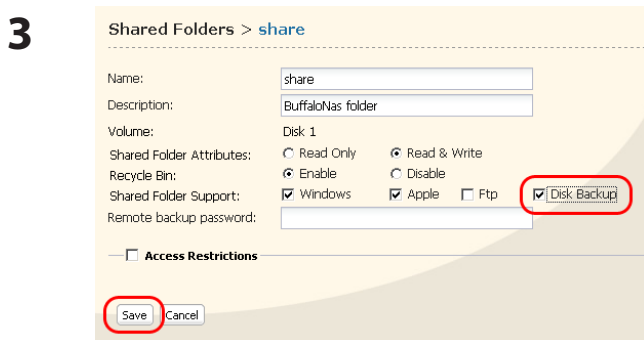 3
Shared Folders > share
Name: share
Description: BuffaloNas folder
Volume: Disk 1
Shared Folder Attributes: Read Only Read & Write
Recycle Bin: Enable Disable
Shared Folder Support: Windows Apple Ftp Disk Backup
Remote backup password:
Access Restrictions
Save Cancel